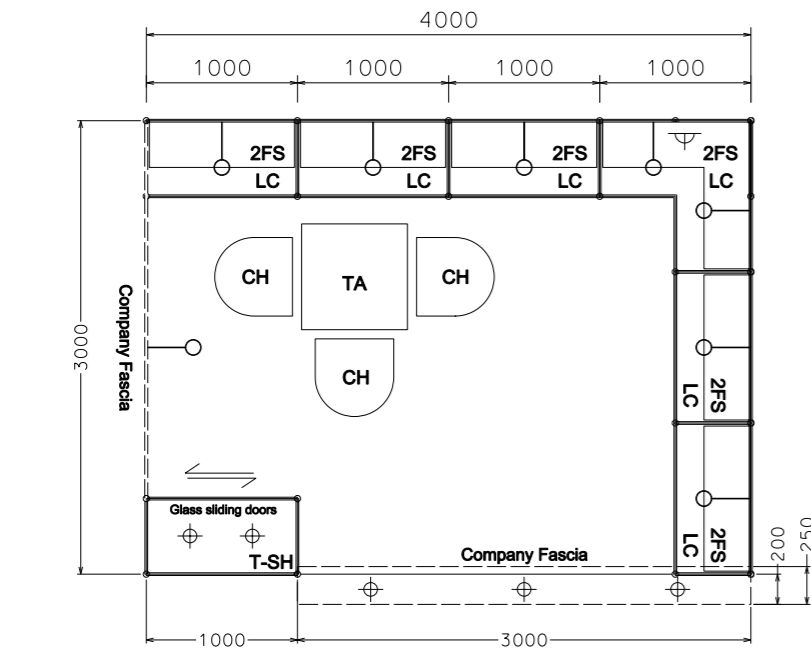 4000
1000 1000 1000 1000
2FS 2FS 2FS 2FS
LC LC LC LC
CH TA CH
CH
Company Fascia
3000
LC 2FS
LC 2FS
Glass sliding doors
T-SH
Company Fascia
200
250
1000 3000